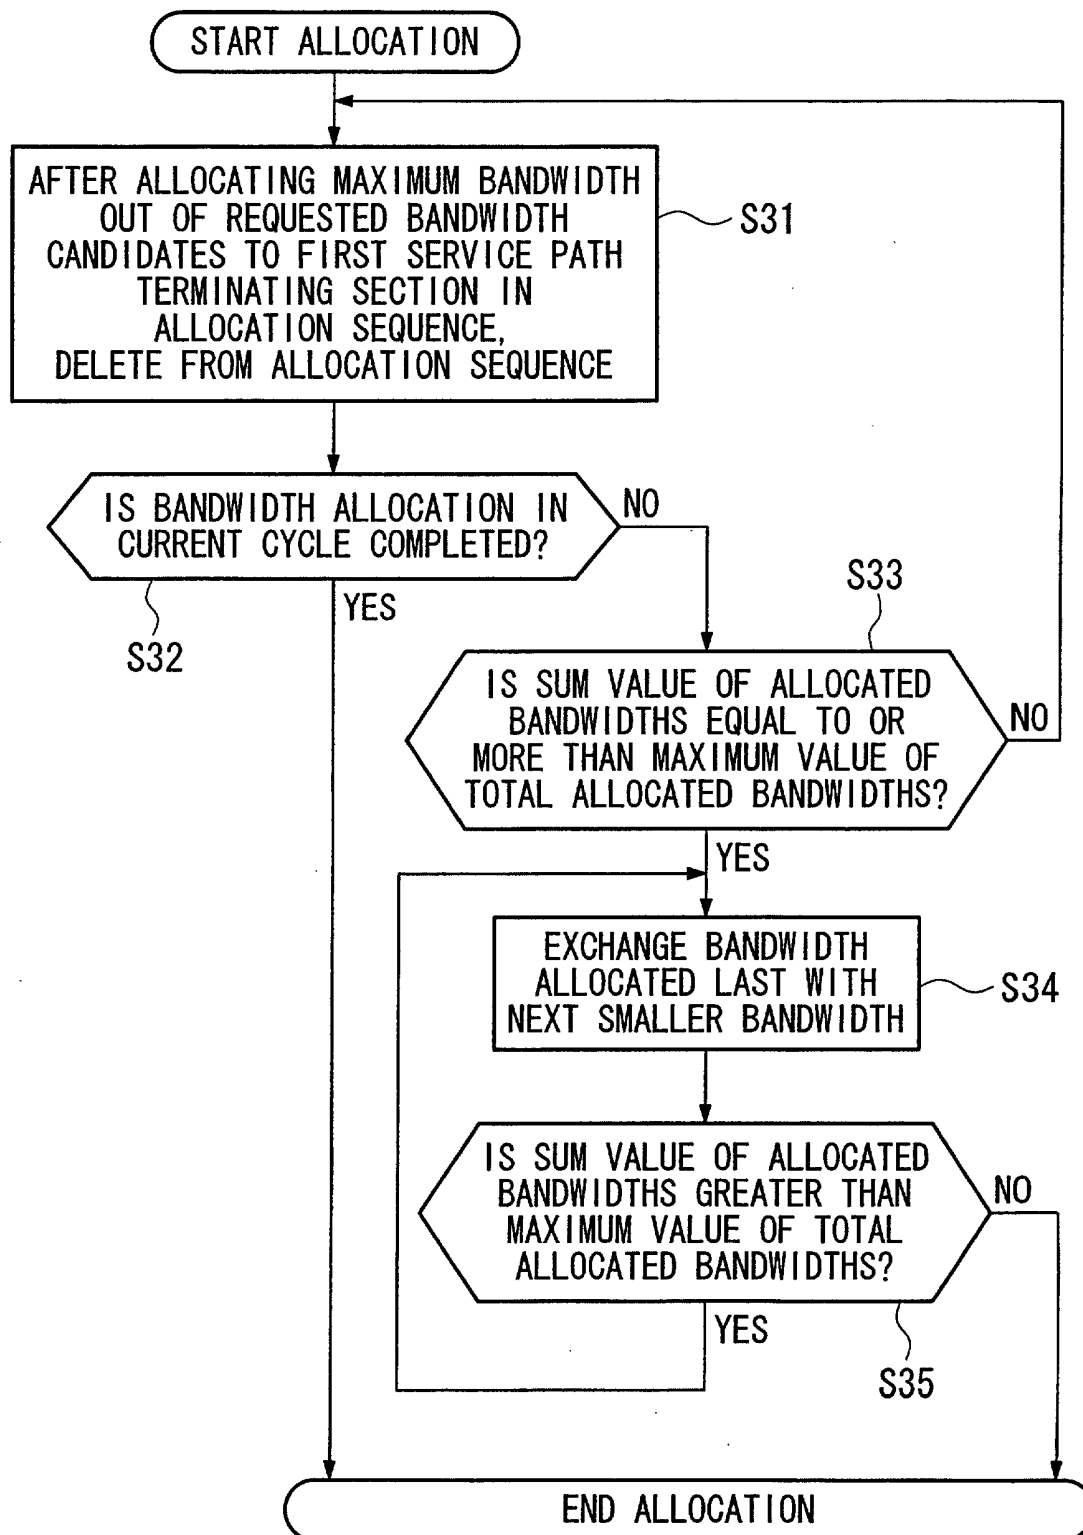 START ALLOCATION
AFTER ALLOCATING MAXIMUM BANDWIDTH
OUT OF REQUESTED BANDWIDTH
CANDIDATES TO FIRST SERVICE PATH
TERMINATING SECTION IN
ALLOCATION SEQUENCE,
DELETE FROM ALLOCATION SEQUENCE
S31
IS BANDWIDTH ALLOCATION IN
CURRENT CYCLE COMPLETED?
NO
YES
S32
S33
IS SUM VALUE OF ALLOCATED
BANDWIDTHS EQUAL TO OR
MORE THAN MAXIMUM VALUE OF
TOTAL ALLOCATED BANDWIDTHS?
NO
YES
EXCHANGE BANDWIDTH
ALLOCATED LAST WITH
NEXT SMALLER BANDWIDTH
S34
IS SUM VALUE OF ALLOCATED
BANDWIDTHS GREATER THAN
MAXIMUM VALUE OF TOTAL
ALLOCATED BANDWIDTHS?
NO
YES
S35
END ALLOCATION